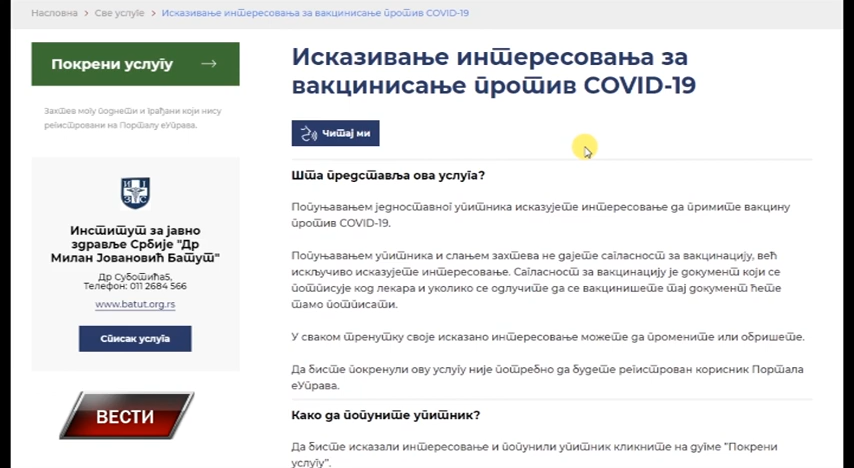 Насловна > Све услуге > Исказивање интересовања за вакцинисање против COVID-19
Покрени услугу →
Захтев могу поднети и грађани који нису
регистровани на Порталу еУправа.
Институт за јавно
здравље Србије "Др
Милан Јовановић Батут"
Др Суботића5,
Телефон: 011 2684 566
www.batut.org.rs
Списак услуга
ВЕСТИ
Исказивање интересовања за
вакцинисање против COVID-19
Читај ми
Шта представља ова услуга?
Попуњавањем једноставног упитника исказујете интересовање да примите вакцину
против COVID-19.
Попуњавањем упитника и слањем захтева не дајете сагласност за вакцинацију, већ
искључиво исказујете интересовање. Сагласност за вакцинацију је документ који се
потписује код лекара и уколико се одлучите да се вакцинишете тај документ ћете
тамо потписати.
У сваком тренутку своје исказано интересовање можете да промените или обришете.
Да бисте покренули ову услугу није потребно да будете регистрован корисник Портала
еУправа.
Како да попуните упитник?
Да бисте исказали интересовање и попунили упитник кликните на дугме "Покрени
услугу".